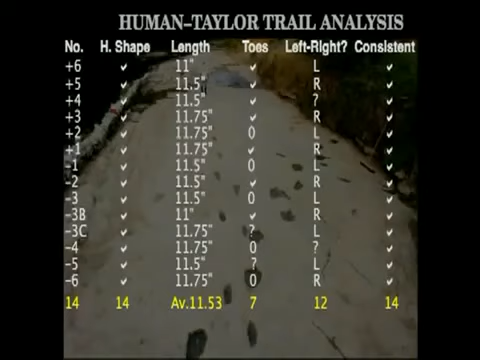 HUMAN–TAYLOR TRAIL ANALYSIS
No. H. Shape Length Toes Left-Right? Consistent
+6 ✓ 11" ✓ L ✓
+5 ✓ 11.5" ✓ R ✓
+4 ✓ 11.5" ✓ ? ✓
+3 ✓ 11.75" ✓ R ✓
+2 ✓ 11.75" 0 L ✓
+1 ✓ 11.75" ✓ R ✓
-1 ✓ 11.5" 0 L ✓
-2 ✓ 11.5" ✓ R ✓
-3 ✓ 11.5" 0 L ✓
-3B ✓ 11" ✓ R ✓
-3C ✓ 11.75" ? L ✓
-4 ✓ 11.75" 0 ? ✓
-5 ✓ 11.5" ? L ✓
-6 ✓ 11.75" 0 R ✓
14 14 Av.11.53 7 12 14